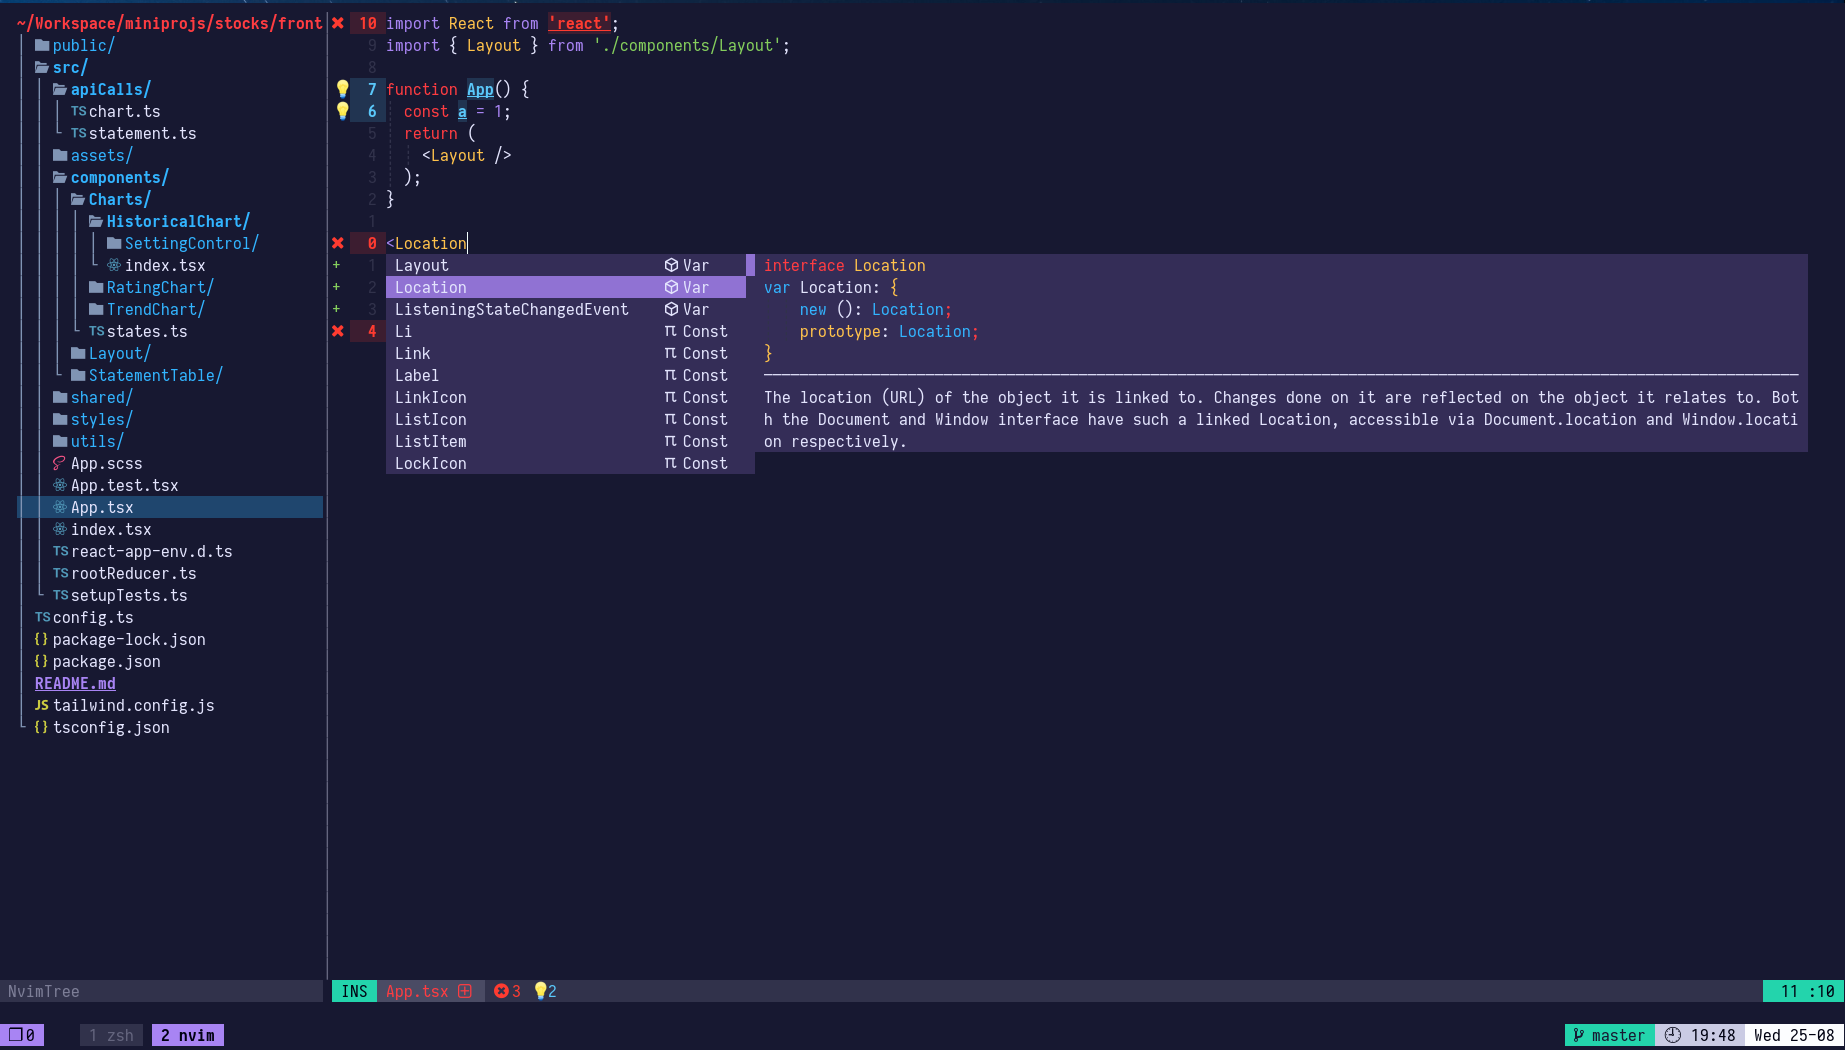 ~/Workspace/miniprojs/stocks/front
public/
src/
apiCalls/
TS chart.ts
TS statement.ts
assets/
components/
Charts/
HistoricalChart/
SettingControl/
index.tsx
RatingChart/
TrendChart/
TS states.ts
Layout/
StatementTable/
shared/
styles/
utils/
App.scss
App.test.tsx
App.tsx
index.tsx
TS react-app-env.d.ts
TS rootReducer.ts
TS setupTests.ts
TS config.ts
{} package-lock.json
{} package.json
README.md
JS tailwind.config.js
{} tsconfig.json
10 import React from 'react';
9 import { Layout } from './components/Layout';
8
7 function App() {
6 const a = 1;
5 return (
4 <Layout />
3 );
2 }
1
0 <Location
+ 1
+ 2
+ 3
4
Layout Var
Location Var
ListeningStateChangedEvent Var
Li Const
Link Const
Label Const
LinkIcon Const
ListIcon Const
ListItem Const
LockIcon Const
interface Location
var Location: {
new (): Location;
prototype: Location;
}
The location (URL) of the object it is linked to. Changes done on it are reflected on the object it relates to. Bot
h the Document and Window interface have such a linked Location, accessible via Document.location and Window.locati
on respectively.
NvimTree
INS App.tsx 3 2
11 :10
0 1 zsh 2 nvim
master 19:48 Wed 25-08